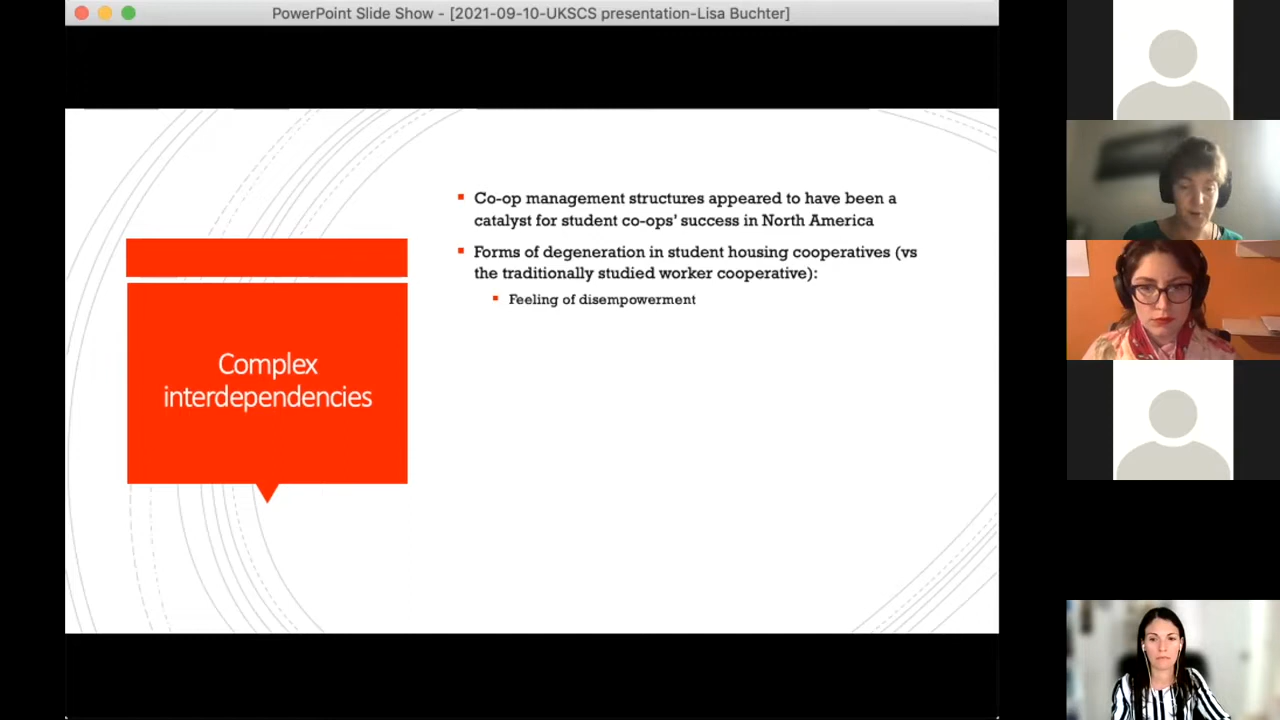 PowerPoint Slide Show - [2021-09-10-UKSCS presentation-Lisa Buchter]
Complex
interdependencies
▪ Co-op management structures appeared to have been a
catalyst for student co-ops' success in North America
▪ Forms of degeneration in student housing cooperatives (vs
the traditionally studied worker cooperative):
▪ Feeling of disempowerment